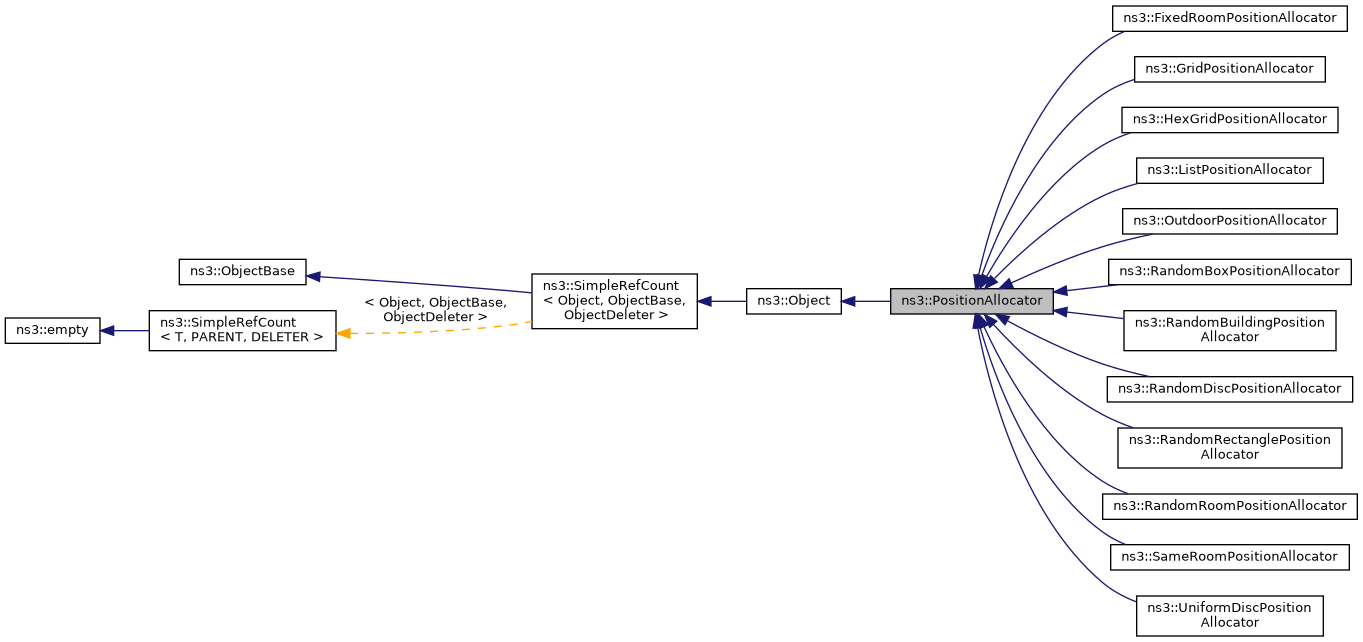 ns3::FixedRoomPositionAllocator
ns3::GridPositionAllocator
ns3::HexGridPositionAllocator
ns3::ListPositionAllocator
ns3::OutdoorPositionAllocator
ns3::ObjectBase
ns3::SimpleRefCount
< Object, ObjectBase,
ObjectDeleter >
< Object, ObjectBase,
ObjectDeleter >
ns3::empty
ns3::SimpleRefCount
< T, PARENT, DELETER >
ns3::Object
ns3::PositionAllocator
ns3::RandomBoxPositionAllocator
ns3::RandomBuildingPosition
Allocator
ns3::RandomDiscPositionAllocator
ns3::RandomRectanglePosition
Allocator
ns3::RandomRoomPositionAllocator
ns3::SameRoomPositionAllocator
ns3::UniformDiscPosition
Allocator